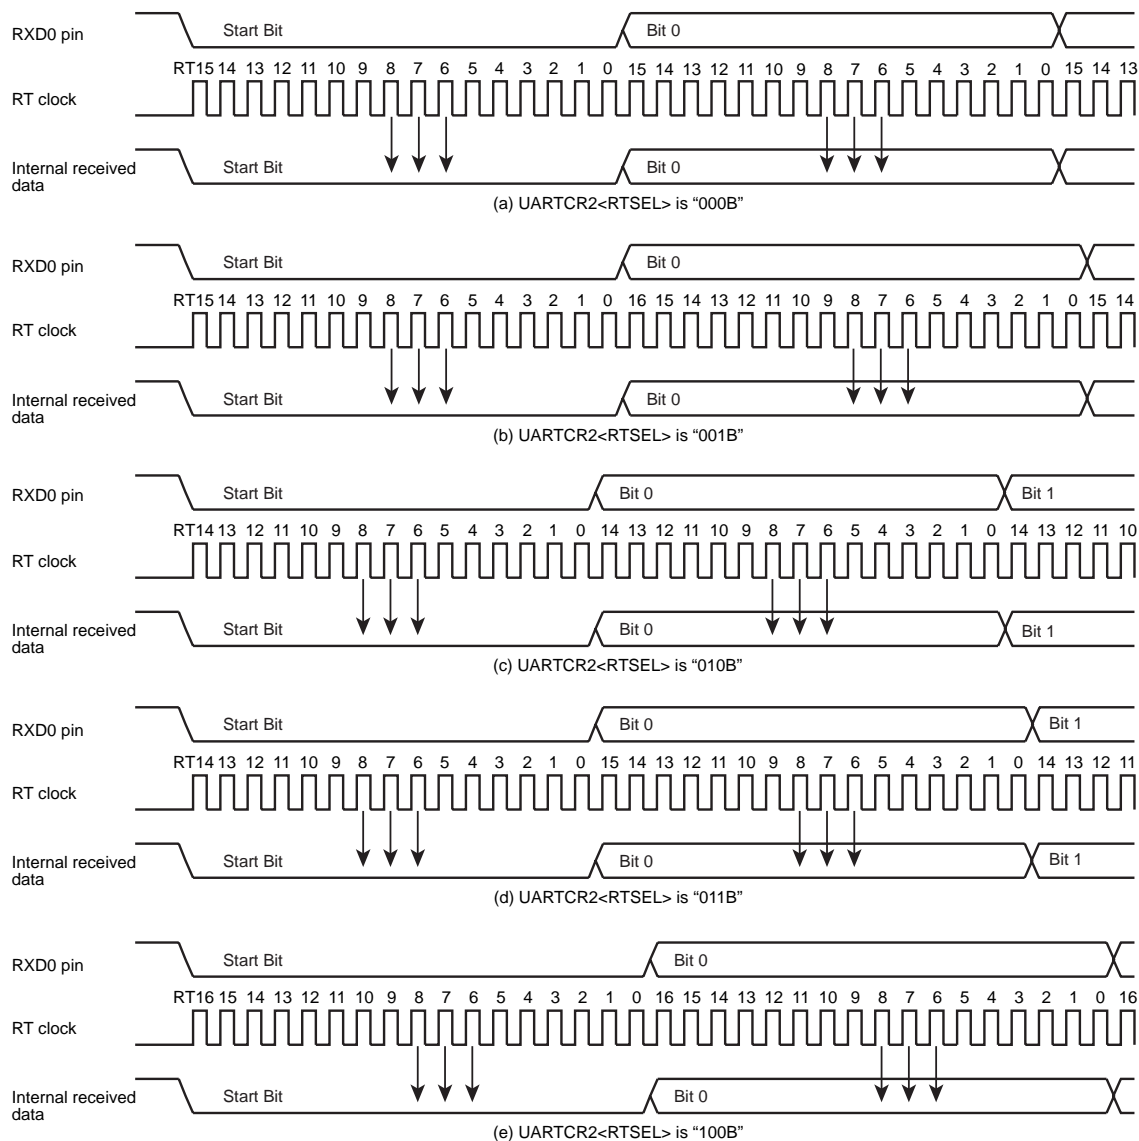 RXD0 pin Start Bit Bit 0
RT15 14 13 12 11 10 9 8 7 6 5 4 3 2 1 0 15 14 13 12 11 10 9 8 7 6 5 4 3 2 1 0 15 14 13
RT clock
Internal received data Start Bit Bit 0
(a) UARTCR2<RTSEL> is “000B”
RXD0 pin Start Bit Bit 0
RT15 14 13 12 11 10 9 8 7 6 5 4 3 2 1 0 16 15 14 13 12 11 10 9 8 7 6 5 4 3 2 1 0 15 14
RT clock
Internal received data Start Bit Bit 0
(b) UARTCR2<RTSEL> is “001B”
RXD0 pin Start Bit Bit 0 Bit 1
RT14 13 12 11 10 9 8 7 6 5 4 3 2 1 0 14 13 12 11 10 9 8 7 6 5 4 3 2 1 0 14 13 12 11 10
RT clock
Internal received data Start Bit Bit 0 Bit 1
(c) UARTCR2<RTSEL> is “010B”
RXD0 pin Start Bit Bit 0 Bit 1
RT14 13 12 11 10 9 8 7 6 5 4 3 2 1 0 15 14 13 12 11 10 9 8 7 6 5 4 3 2 1 0 14 13 12 11
RT clock
Internal received data Start Bit Bit 0 Bit 1
(d) UARTCR2<RTSEL> is “011B”
RXD0 pin Start Bit Bit 0
RT16 15 14 13 12 11 10 9 8 7 6 5 4 3 2 1 0 16 15 14 13 12 11 10 9 8 7 6 5 4 3 2 1 0 16
RT clock
Internal received data Start Bit Bit 0
(e) UARTCR2<RTSEL> is “100B”